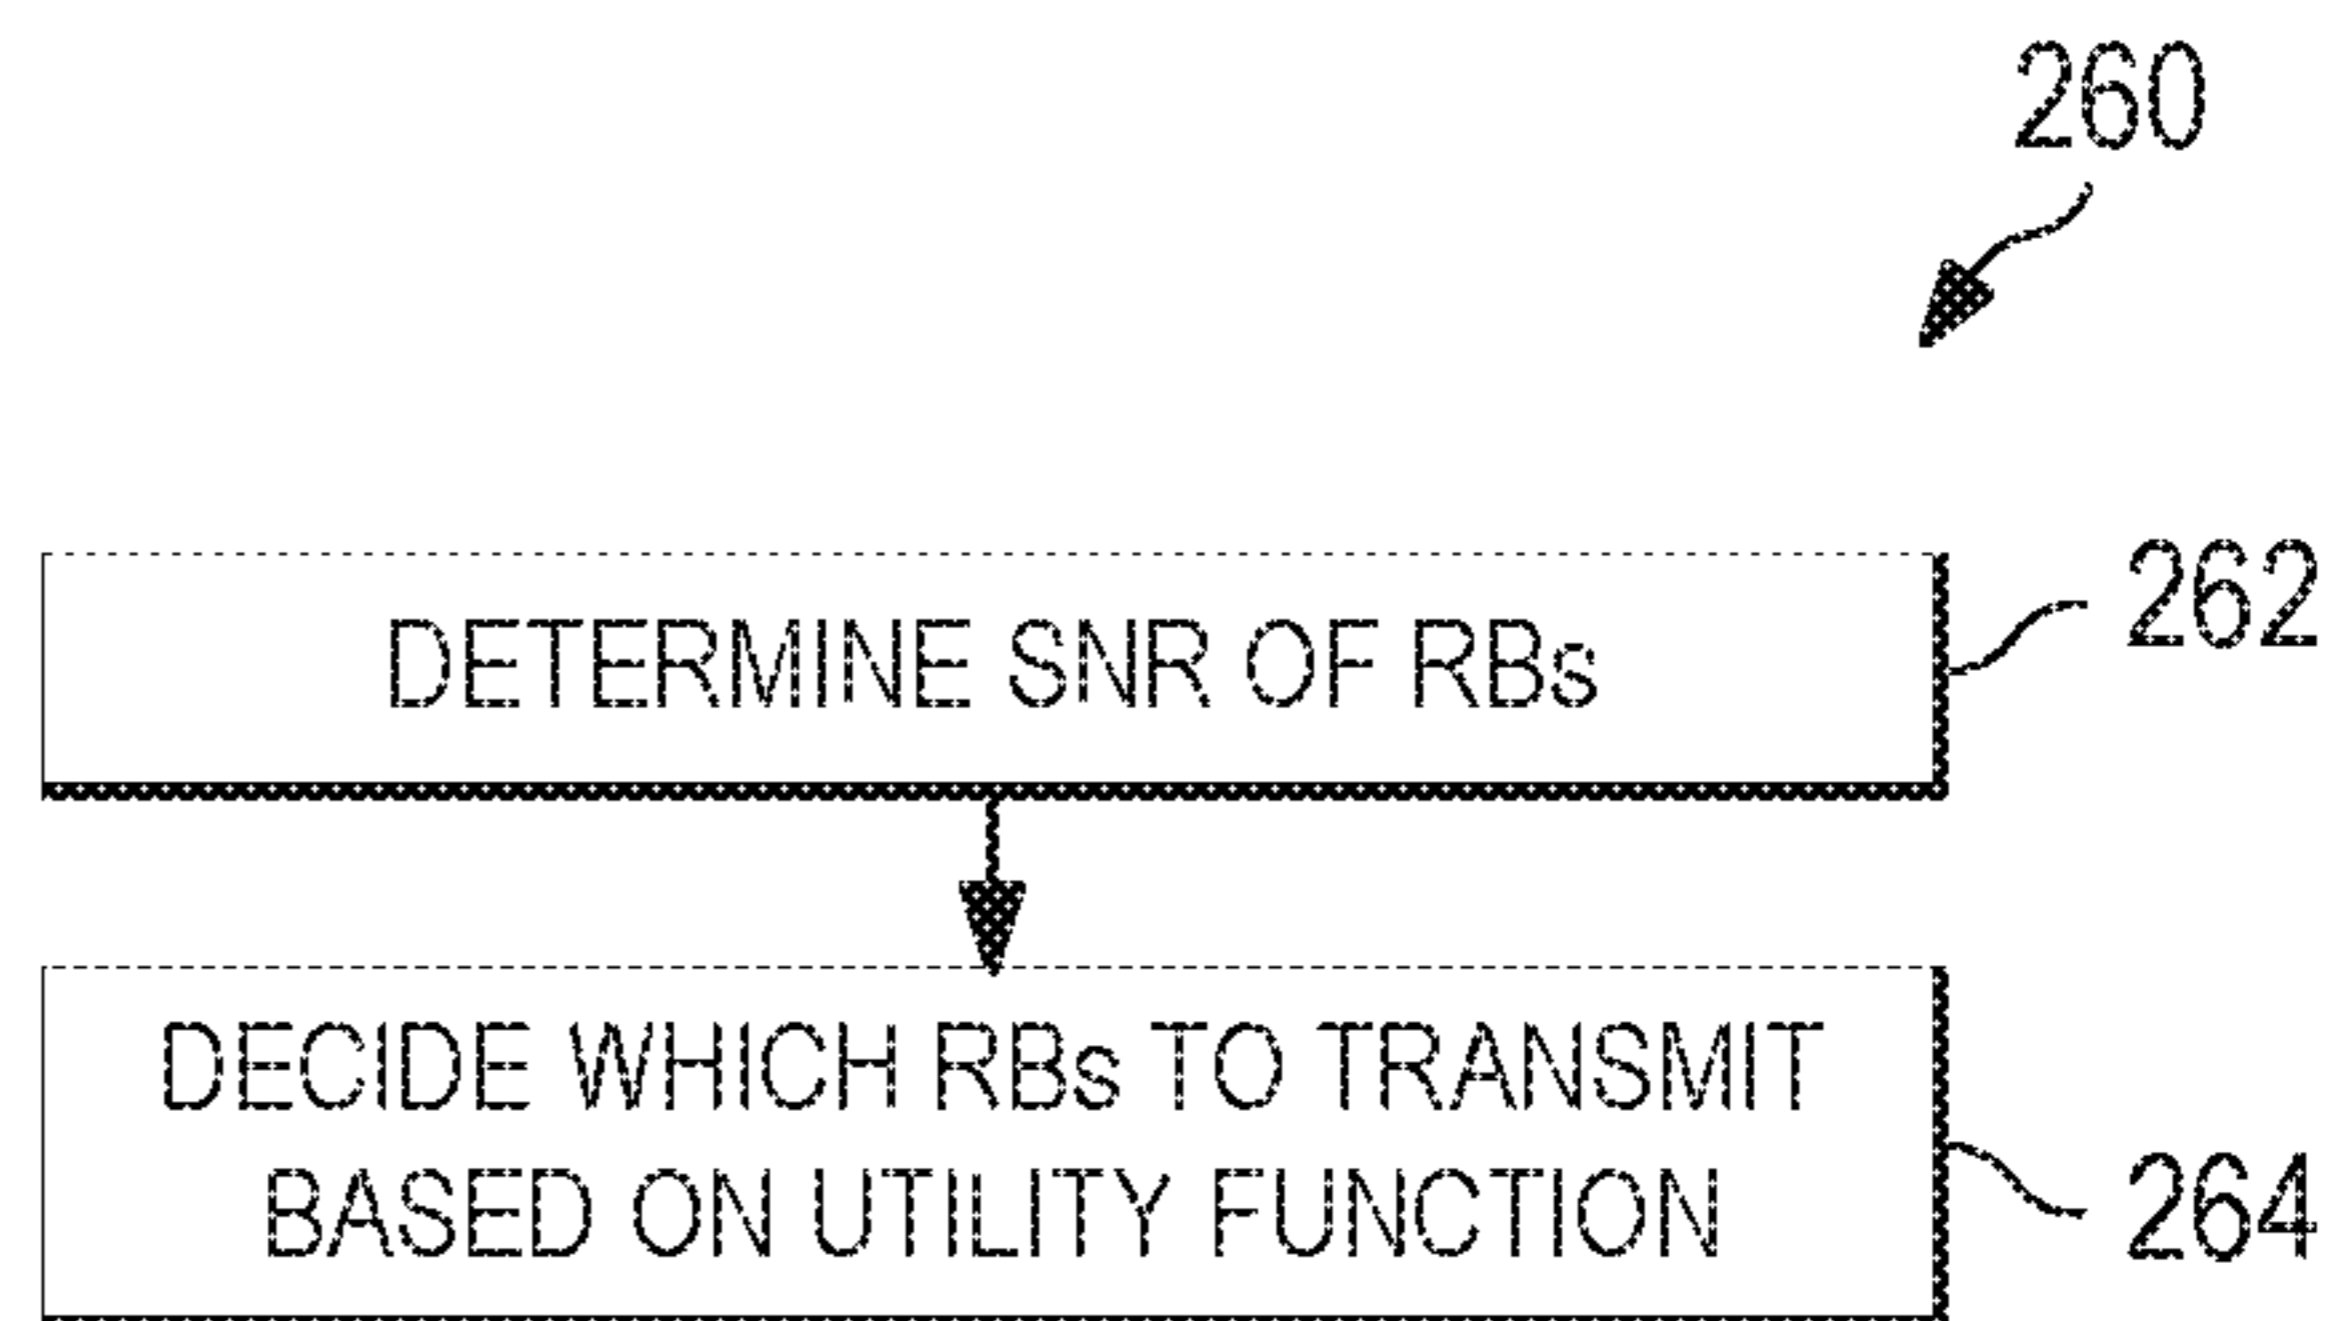 260
DETERMINE SNR OF RBs
262
DECIDE WHICH RBs TO TRANSMIT
BASED ON UTILITY FUNCTION
264